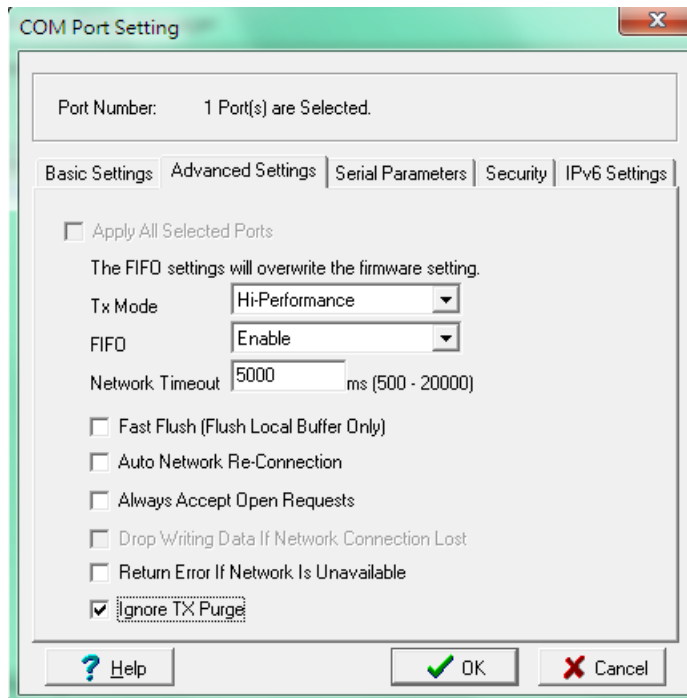 COM Port Setting
Port Number: 1 Port(s) are Selected.
Basic Settings Advanced Settings Serial Parameters Security IPv6 Settings
Apply All Selected Ports
The FIFO settings will overwrite the firmware setting.
Tx Mode Hi-Performance
FIFO Enable
Network Timeout 5000 ms (500 - 20000)
Fast Flush (Flush Local Buffer Only)
Auto Network Re-Connection
Always Accept Open Requests
Drop Writing Data If Network Connection Lost
Return Error If Network Is Unavailable
Ignore TX Purge
? Help OK Cancel